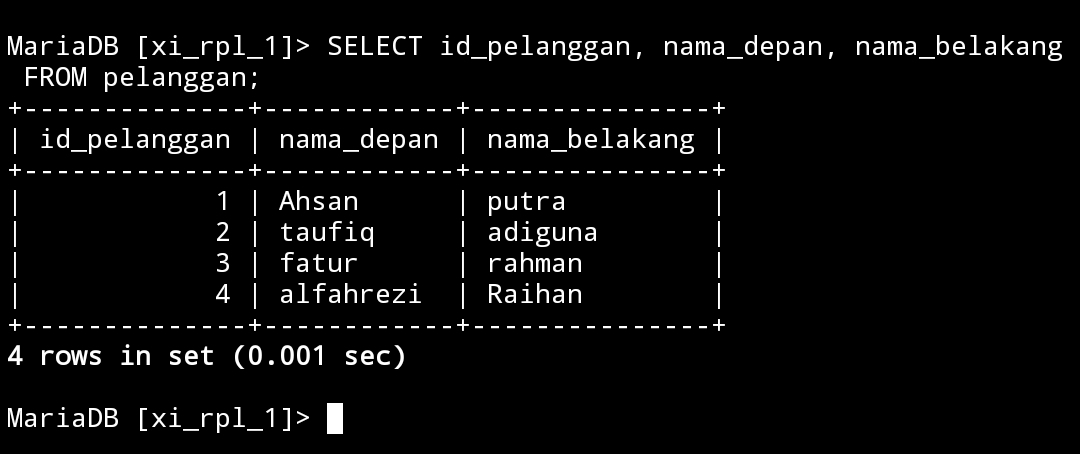 MariaDB [xi_rpl_1]> SELECT id_pelanggan, nama_depan, nama_belakang
 FROM pelanggan;
+--------------+------------+---------------+
| id_pelanggan | nama_depan | nama_belakang |
+--------------+------------+---------------+
|            1 | Ahsan      | putra         |
|            2 | taufiq     | adiguna       |
|            3 | fatur      | rahman        |
|            4 | alfahrezi  | Raihan        |
+--------------+------------+---------------+
4 rows in set (0.001 sec)
MariaDB [xi_rpl_1]>